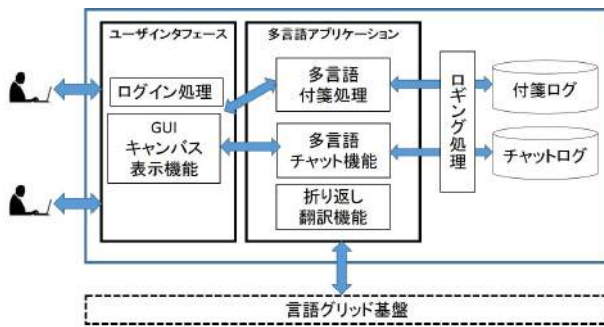 ユーザインタフェース
多言語アプリケーション
ログイン処理
GUI
キャンバス
表示機能
多言語
付箋処理
多言語
チャット機能
折り返し
翻訳機能
ロギング処理
付箋ログ
チャットログ
言語グリッド基盤